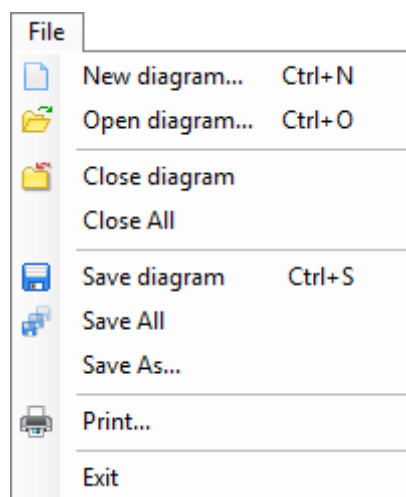 File
New diagram... Ctrl+N
Open diagram... Ctrl+O
Close diagram
Close All
Save diagram Ctrl+S
Save All
Save As...
Print...
Exit